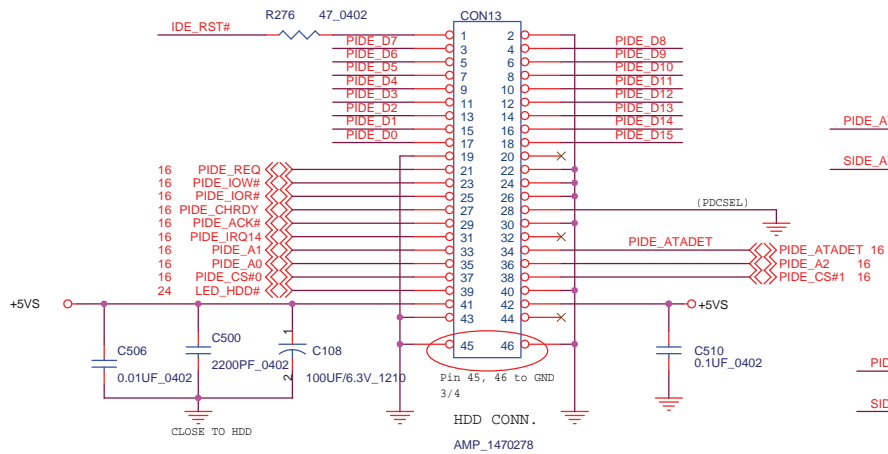 R276 47_0402 CON13
IDE_RST# 1 2
PIDE_D7 3 4 PIDE_D8
PIDE_D6 5 6 PIDE_D9
PIDE_D5 7 8 PIDE_D10
PIDE_D4 9 10 PIDE_D11
PIDE_D3 11 12 PIDE_D12
PIDE_D2 13 14 PIDE_D13
PIDE_D1 15 16 PIDE_D14
PIDE_D0 17 18 PIDE_D15
19 20
16 PIDE_REQ 21 22
16 PIDE_IOW# 23 24
16 PIDE_IOR# 25 26
16 PIDE_CHRDY 27 28 (PDCSEL)
16 PIDE_ACK# 29 30
16 PIDE_IRQ14 31 32
16 PIDE_A1 33 34 PIDE_ATADET PIDE_ATADET 16
16 PIDE_A0 35 36 PIDE_A2 16
16 PIDE_CS#0 37 38 PIDE_CS#1 16
24 LED_HDD# 39 40
+5VS 41 42 +5VS
43 44
45 46
1
C506
0.01UF_0402
C500
2200PF_0402
C108
2
100UF/6.3V_1210
C510
0.1UF_0402
Pin 45, 46 to GND
3/4
CLOSE TO HDD
HDD CONN.
AMP_1470278
PIDE_A
SIDE_A
PID
SID